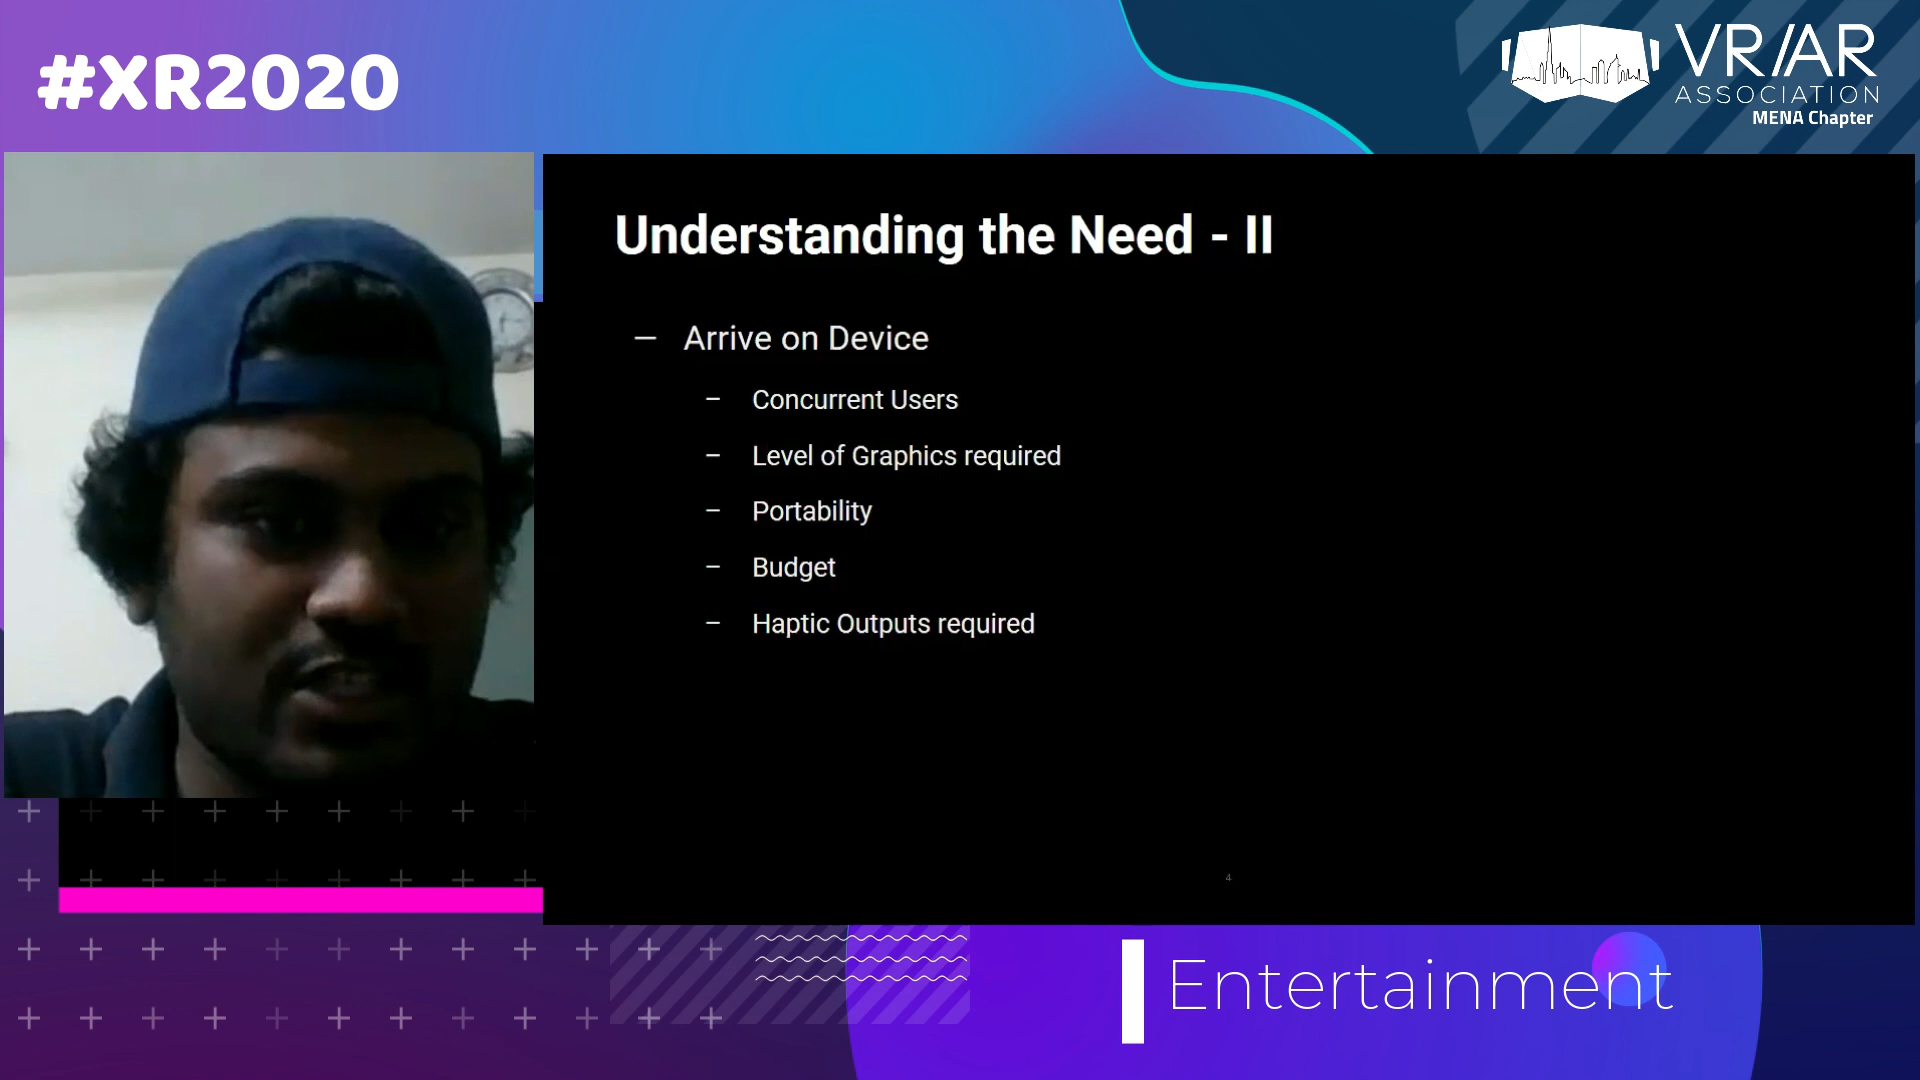 #XR2020
VR/AR
ASSOCIATION
MENA Chapter
Understanding the Need - II
– Arrive on Device
– Concurrent Users
– Level of Graphics required
– Portability
– Budget
– Haptic Outputs required
4
Entertainment